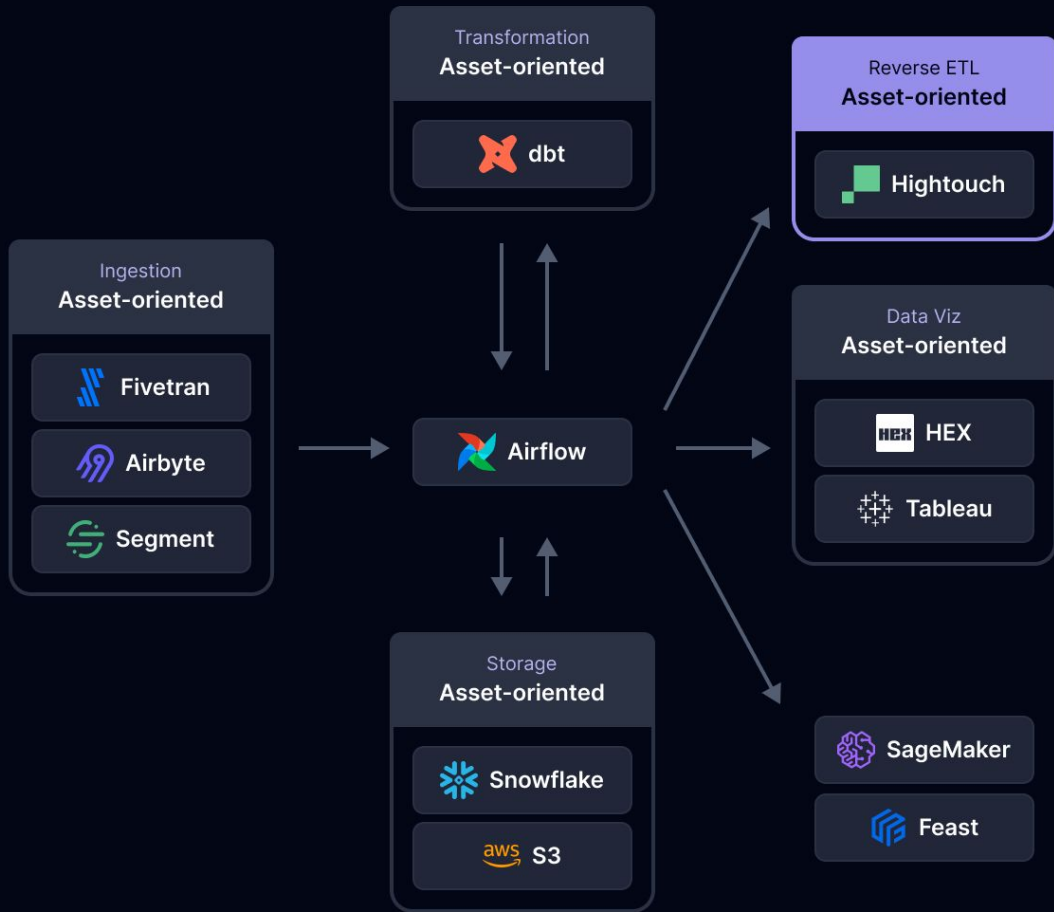 Transformation
Asset-oriented
dbt
Reverse ETL
Asset-oriented
Hightouch
Ingestion
Asset-oriented
Fivetran
Airbyte
Segment
Airflow
Data Viz
Asset-oriented
HEX HEX
Tableau
Storage
Asset-oriented
Snowflake
aws S3
SageMaker
Feast